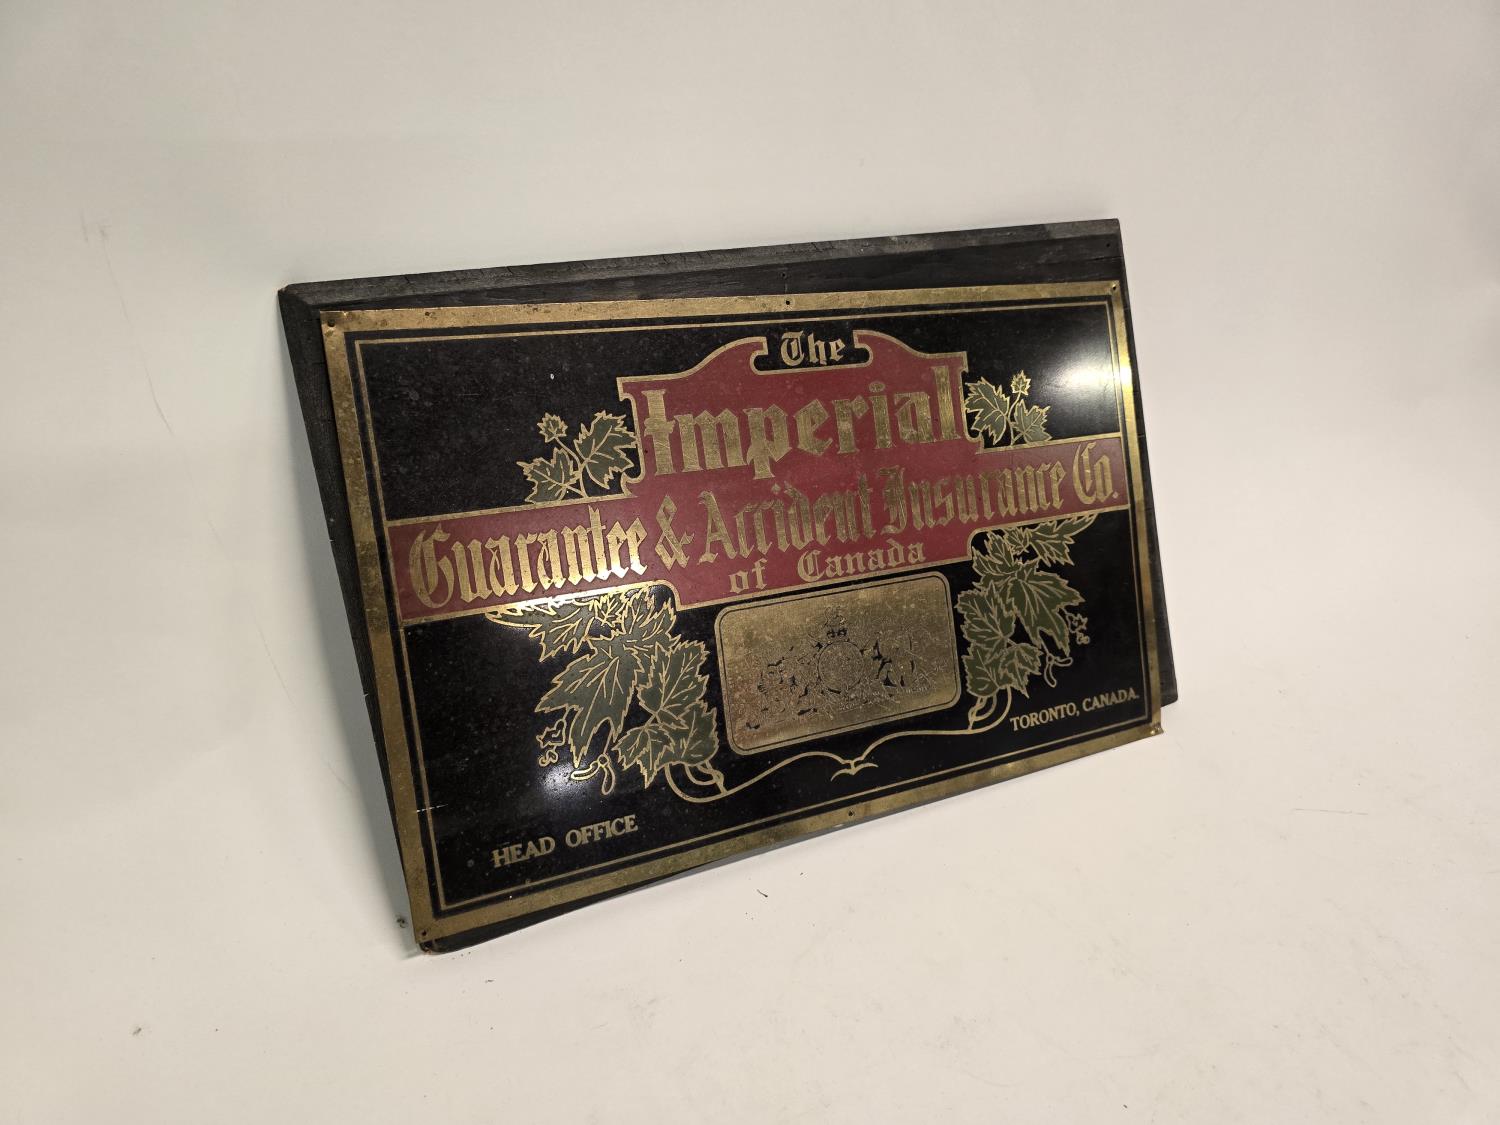 The
Imperial
Guarantee & Accident Insurance Co.
of Canada
HEAD OFFICE
TORONTO, CANADA.